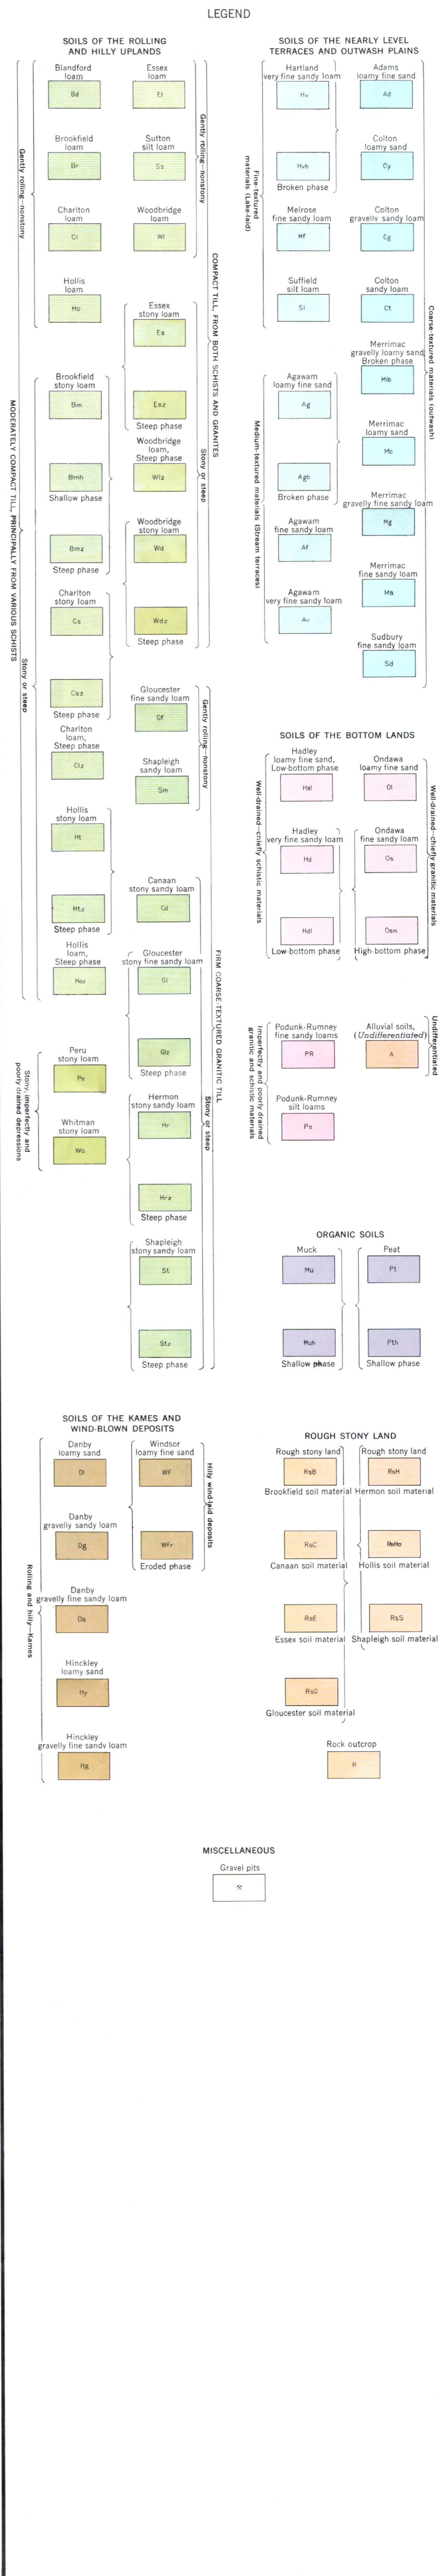 LEGEND
SOILS OF THE ROLLING
AND HILLY UPLANDS
Gently rolling—nonstony
Blandford
loam
Bd
Brookfield
loam
Br
Charlton
loam
Cl
Hollis
loam
Ho
MODERATELY COMPACT TILL, PRINCIPALLY FROM VARIOUS SCHISTS
Stony or steep
Brookfield
stony loam
Bm
Bmh
Shallow phase
Bmz
Steep phase
Charlton
stony loam
Cs
Csz
Steep phase
Charlton
loam,
Steep phase
Clz
Hollis
stony loam
Ht
Htz
Steep phase
Hollis
loam,
Steep phase
Hoz
Stony, imperfectly and
poorly drained depressions
Peru
stony loam
Pn
Whitman
stony loam
Wo
Essex
loam
El
Sutton
silt loam
Ss
Woodbridge
loam
Wl
Gently rolling—nonstony
COMPACT TILL, FROM BOTH SCHISTS AND GRANITES
Essex
stony loam
Es
Esz
Steep phase
Woodbridge
loam,
Steep phase
Wlz
Woodbridge
stony loam
Wd
Wdz
Steep phase
Stony or steep
Gloucester
fine sandy loam
Gf
Shapleigh
sandy loam
Sm
Gently rolling—nonstony
FIRM COARSE-TEXTURED GRANITIC TILL
Canaan
stony sandy loam
Cd
Gloucester
stony fine sandy loam
Gl
Glz
Steep phase
Hermon
stony sandy loam
Hr
Hrz
Steep phase
Shapleigh
stony sandy loam
St
Stz
Steep phase
Stony or steep
SOILS OF THE NEARLY LEVEL
TERRACES AND OUTWASH PLAINS
Fine-textured
materials (Lake-laid)
Hartland
very fine sandy loam
Hv
Hvb
Broken phase
Melrose
fine sandy loam
Mf
Suffield
silt loam
Sl
Medium-textured materials (Stream terraces)
Agawam
loamy fine sand
Ag
Agb
Broken phase
Agawam
fine sandy loam
Af
Agawam
very fine sandy loam
Av
Adams
loamy fine sand
Ad
Colton
loamy sand
Cy
Colton
gravelly sandy loam
Cg
Colton
sandy loam
Ct
Merrimac
gravelly loamy sand,
Broken phase
Mlb
Merrimac
loamy sand
Mc
Merrimac
gravelly fine sandy loam
Mg
Merrimac
fine sandy loam
Ma
Sudbury
fine sandy loam
Sd
Coarse-textured materials (outwash)
SOILS OF THE BOTTOM LANDS
Well-drained—chiefly schistic materials
Hadley
loamy fine sand,
Low-bottom phase
Hal
Hadley
very fine sandy loam
Hd
Hdl
Low-bottom phase
Ondawa
loamy fine sand
Ol
Ondawa
fine sandy loam
Os
Osm
High-bottom phase
Well-drained—chiefly granitic materials
Imperfectly and poorly drained
granitic and schistic materials
Podunk-Rumney
fine sandy loams
PR
Podunk-Rumney
silt loams
Ps
Alluvial soils,
(Undifferentiated)
A
Undifferentiated
ORGANIC SOILS
Muck
Mu
Muh
Shallow phase
Peat
Pt
Pth
Shallow phase
SOILS OF THE KAMES AND
WIND-BLOWN DEPOSITS
Rolling and hilly—Kames
Danby
loamy sand
Dl
Danby
gravelly sandy loam
Dg
Danby
gravelly fine sandy loam
Da
Hinckley
loamy sand
Hy
Hinckley
gravelly fine sandy loam
Hg
Windsor
loamy fine sand
Wf
Wfr
Eroded phase
Hilly wind-laid deposits
ROUGH STONY LAND
Rough stony land
RsB
Brookfield soil material
RsC
Canaan soil material
RsE
Essex soil material
RsG
Gloucester soil material
Rough stony land
RsH
Hermon soil material
RsHo
Hollis soil material
RsS
Shapleigh soil material
Rock outcrop
R
MISCELLANEOUS
Gravel pits